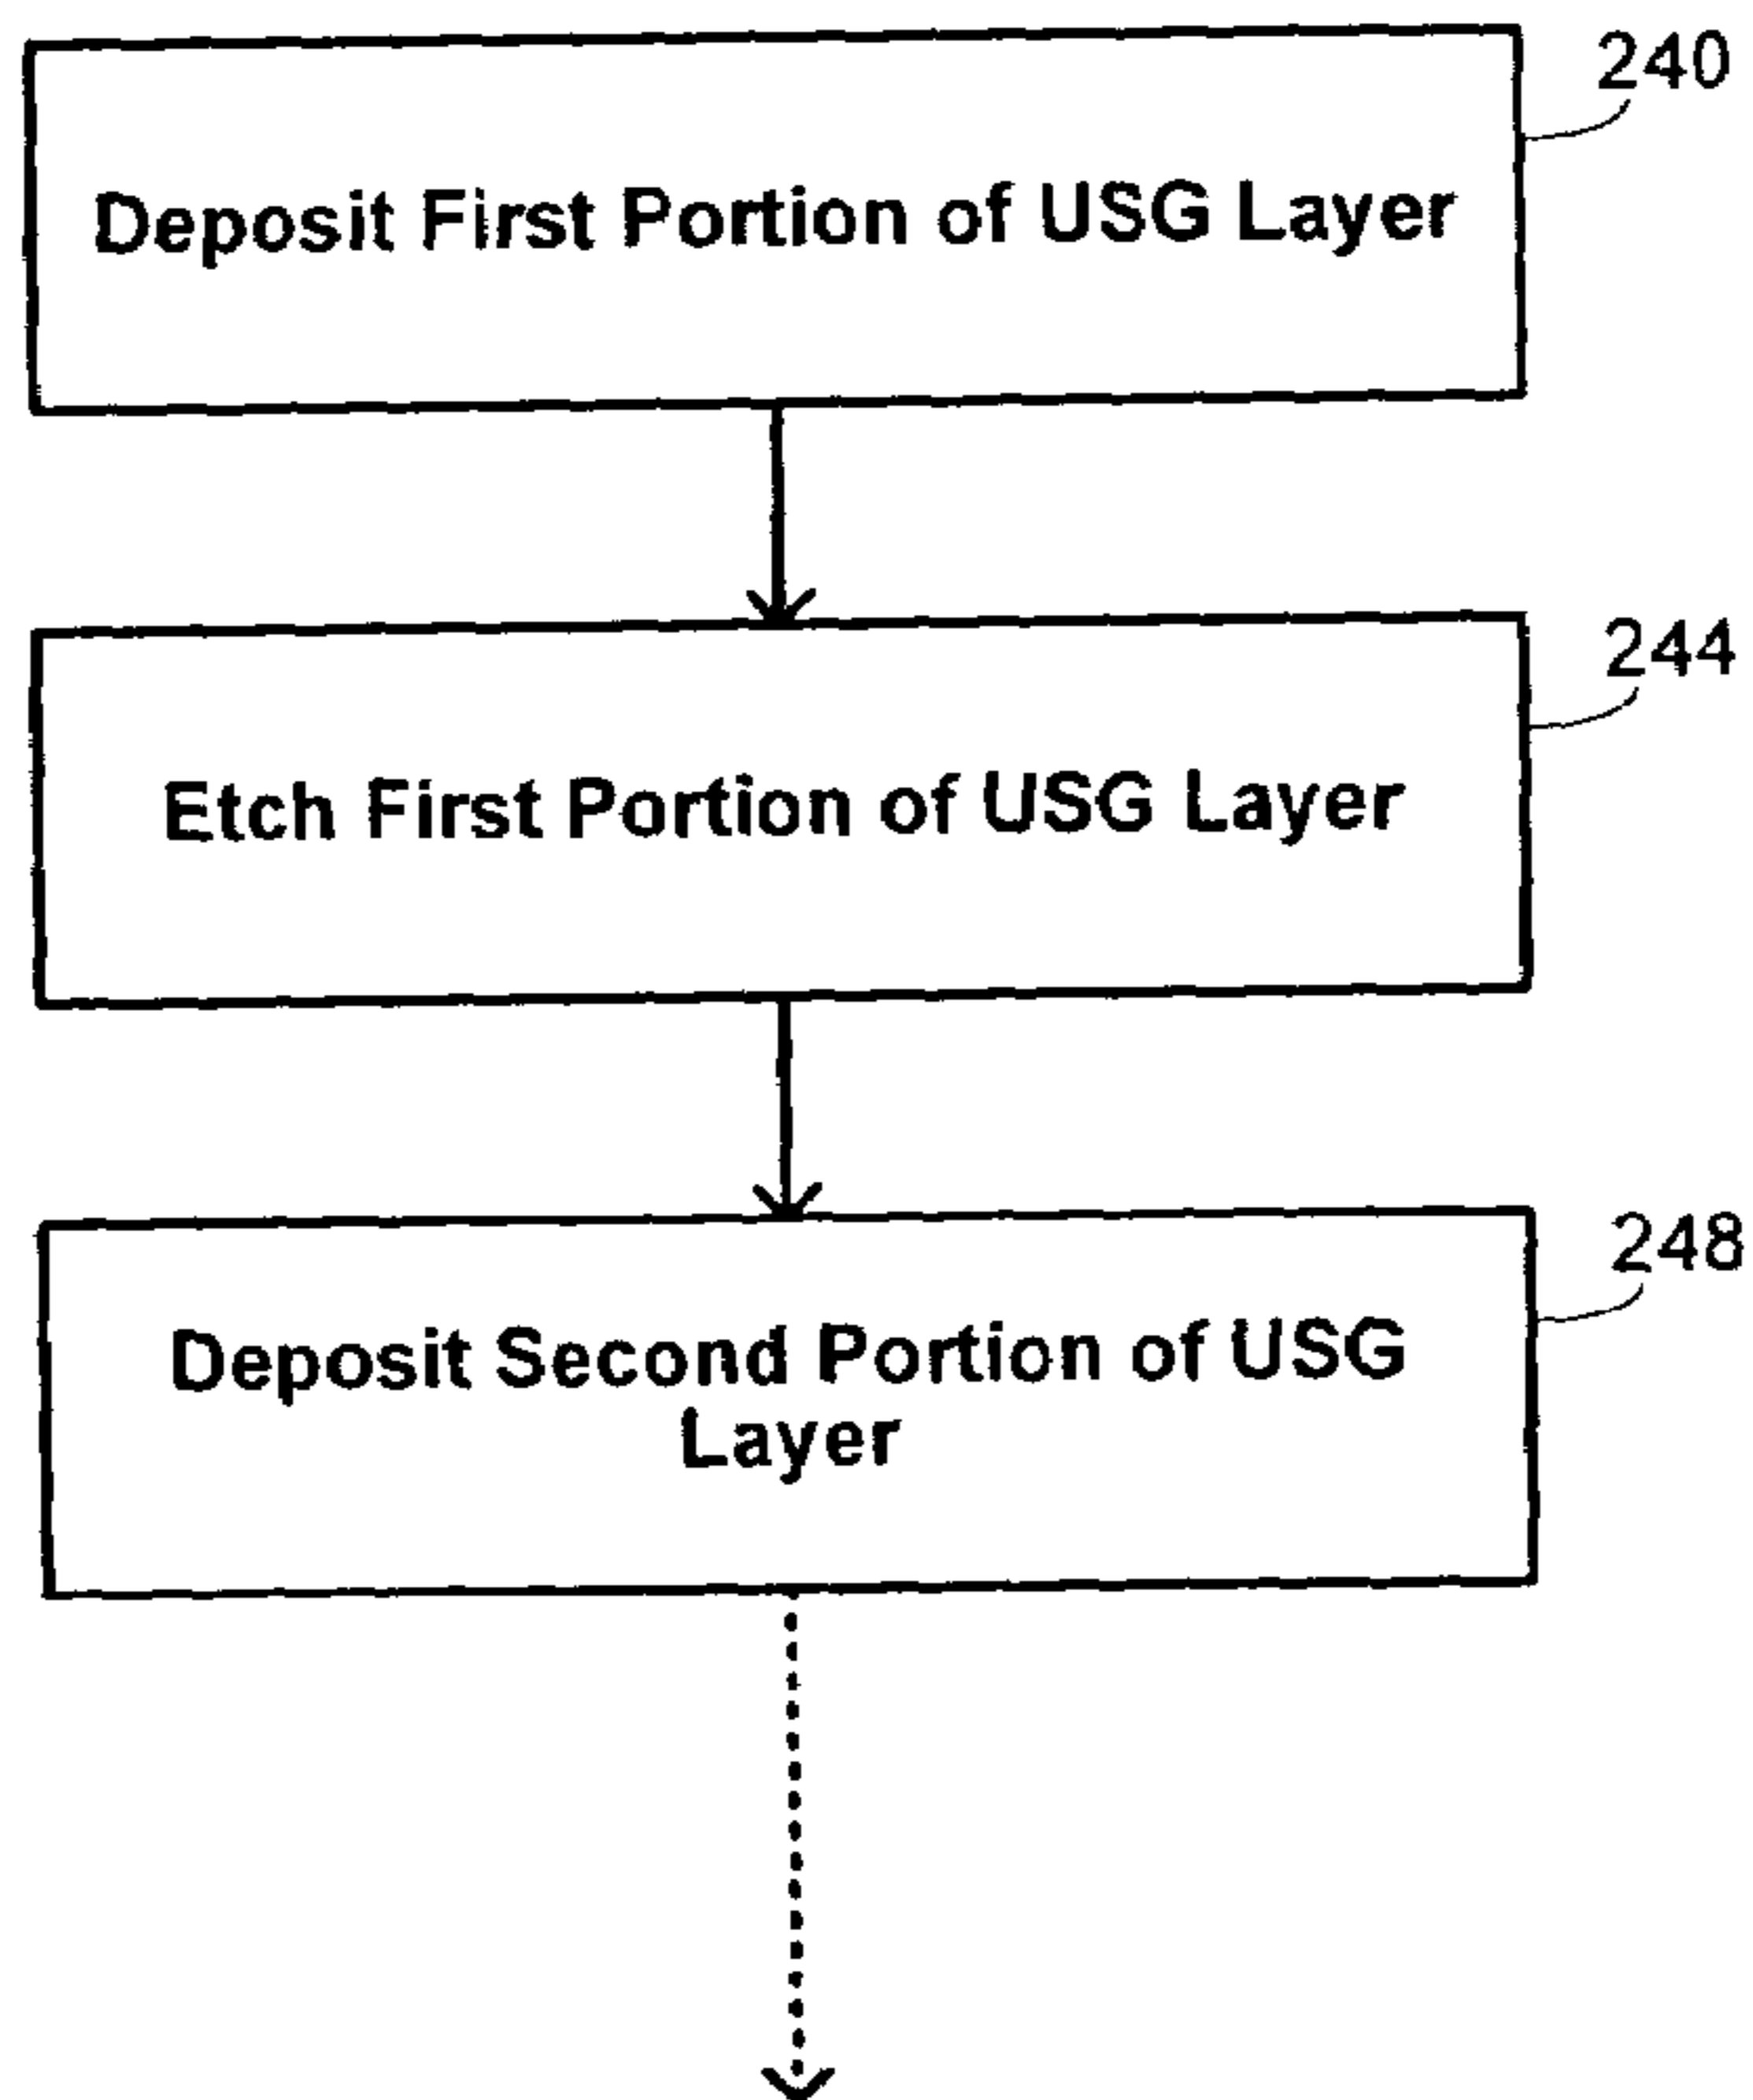 240
Deposit First Portion of USG Layer
244
Etch First Portion of USG Layer
248
Deposit Second Portion of USG
Layer